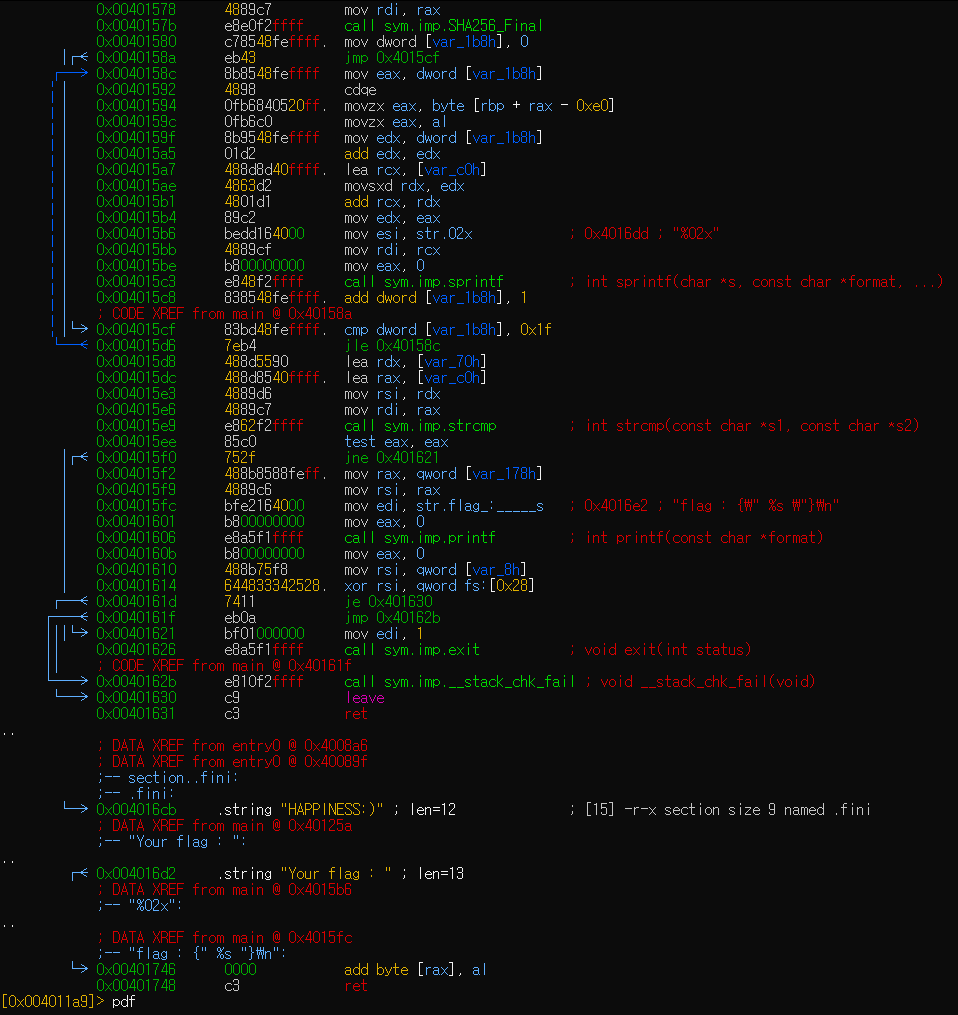 0x00401578 4889c7 mov rdi, rax
0x0040157b e8e0f2ffff call sym.imp.SHA256_Final
0x00401580 c78548feffff. mov dword [var_1b8h], 0
0x0040158a eb43 jmp 0x4015cf
0x0040158c 8b8548feffff mov eax, dword [var_1b8h]
0x00401592 4898 cdqe
0x00401594 0fb6840520ff. movzx eax, byte [rbp + rax - 0xe0]
0x0040159c 0fb6c0 movzx eax, al
0x0040159f 8b9548feffff mov edx, dword [var_1b8h]
0x004015a5 01d2 add edx, edx
0x004015a7 488d8d40ffff. lea rcx, [var_c0h]
0x004015ae 4863d2 movsxd rdx, edx
0x004015b1 4801d1 add rcx, rdx
0x004015b4 89c2 mov edx, eax
0x004015b6 bedd164000 mov esi, str.02x ; 0x4016dd ; "%02x"
0x004015bb 4889cf mov rdi, rcx
0x004015be b800000000 mov eax, 0
0x004015c3 e848f2ffff call sym.imp.sprintf ; int sprintf(char *s, const char *format, ...)
0x004015c8 838548feffff. add dword [var_1b8h], 1
; CODE XREF from main @ 0x40158a
0x004015cf 83bd48feffff. cmp dword [var_1b8h], 0x1f
0x004015d6 7eb4 jle 0x40158c
0x004015d8 488d5590 lea rdx, [var_70h]
0x004015dc 488d8540ffff. lea rax, [var_c0h]
0x004015e3 4889d6 mov rsi, rdx
0x004015e6 4889c7 mov rdi, rax
0x004015e9 e862f2ffff call sym.imp.strcmp ; int strcmp(const char *s1, const char *s2)
0x004015ee 85c0 test eax, eax
0x004015f0 752f jne 0x401621
0x004015f2 488b8588feff. mov rax, qword [var_178h]
0x004015f9 4889c6 mov rsi, rax
0x004015fc bfe2164000 mov edi, str.flag_:_____s ; 0x4016e2 ; "flag : {₩" %s ₩"}₩n"
0x00401601 b800000000 mov eax, 0
0x00401606 e8a5f1ffff call sym.imp.printf ; int printf(const char *format)
0x0040160b b800000000 mov eax, 0
0x00401610 488b75f8 mov rsi, qword [var_8h]
0x00401614 644833342528. xor rsi, qword fs:[0x28]
0x0040161d 7411 je 0x401630
0x0040161f eb0a jmp 0x40162b
0x00401621 bf01000000 mov edi, 1
0x00401626 e8a5f1ffff call sym.imp.exit ; void exit(int status)
; CODE XREF from main @ 0x40161f
0x0040162b e810f2ffff call sym.imp.__stack_chk_fail ; void __stack_chk_fail(void)
0x00401630 c9 leave
0x00401631 c3 ret
..
; DATA XREF from entry0 @ 0x4008a6
; DATA XREF from entry0 @ 0x40089f
;-- section..fini:
;-- .fini:
0x004016cb .string "HAPPINESS:)" ; len=12 ; [15] -r-x section size 9 named .fini
; DATA XREF from main @ 0x40125a
;-- "Your flag : ":
..
0x004016d2 .string "Your flag : " ; len=13
; DATA XREF from main @ 0x4015b6
;-- "%02x":
..
; DATA XREF from main @ 0x4015fc
;-- "flag : {" %s "}₩n":
0x00401746 0000 add byte [rax], al
0x00401748 c3 ret
[0x004011a9]> pdf